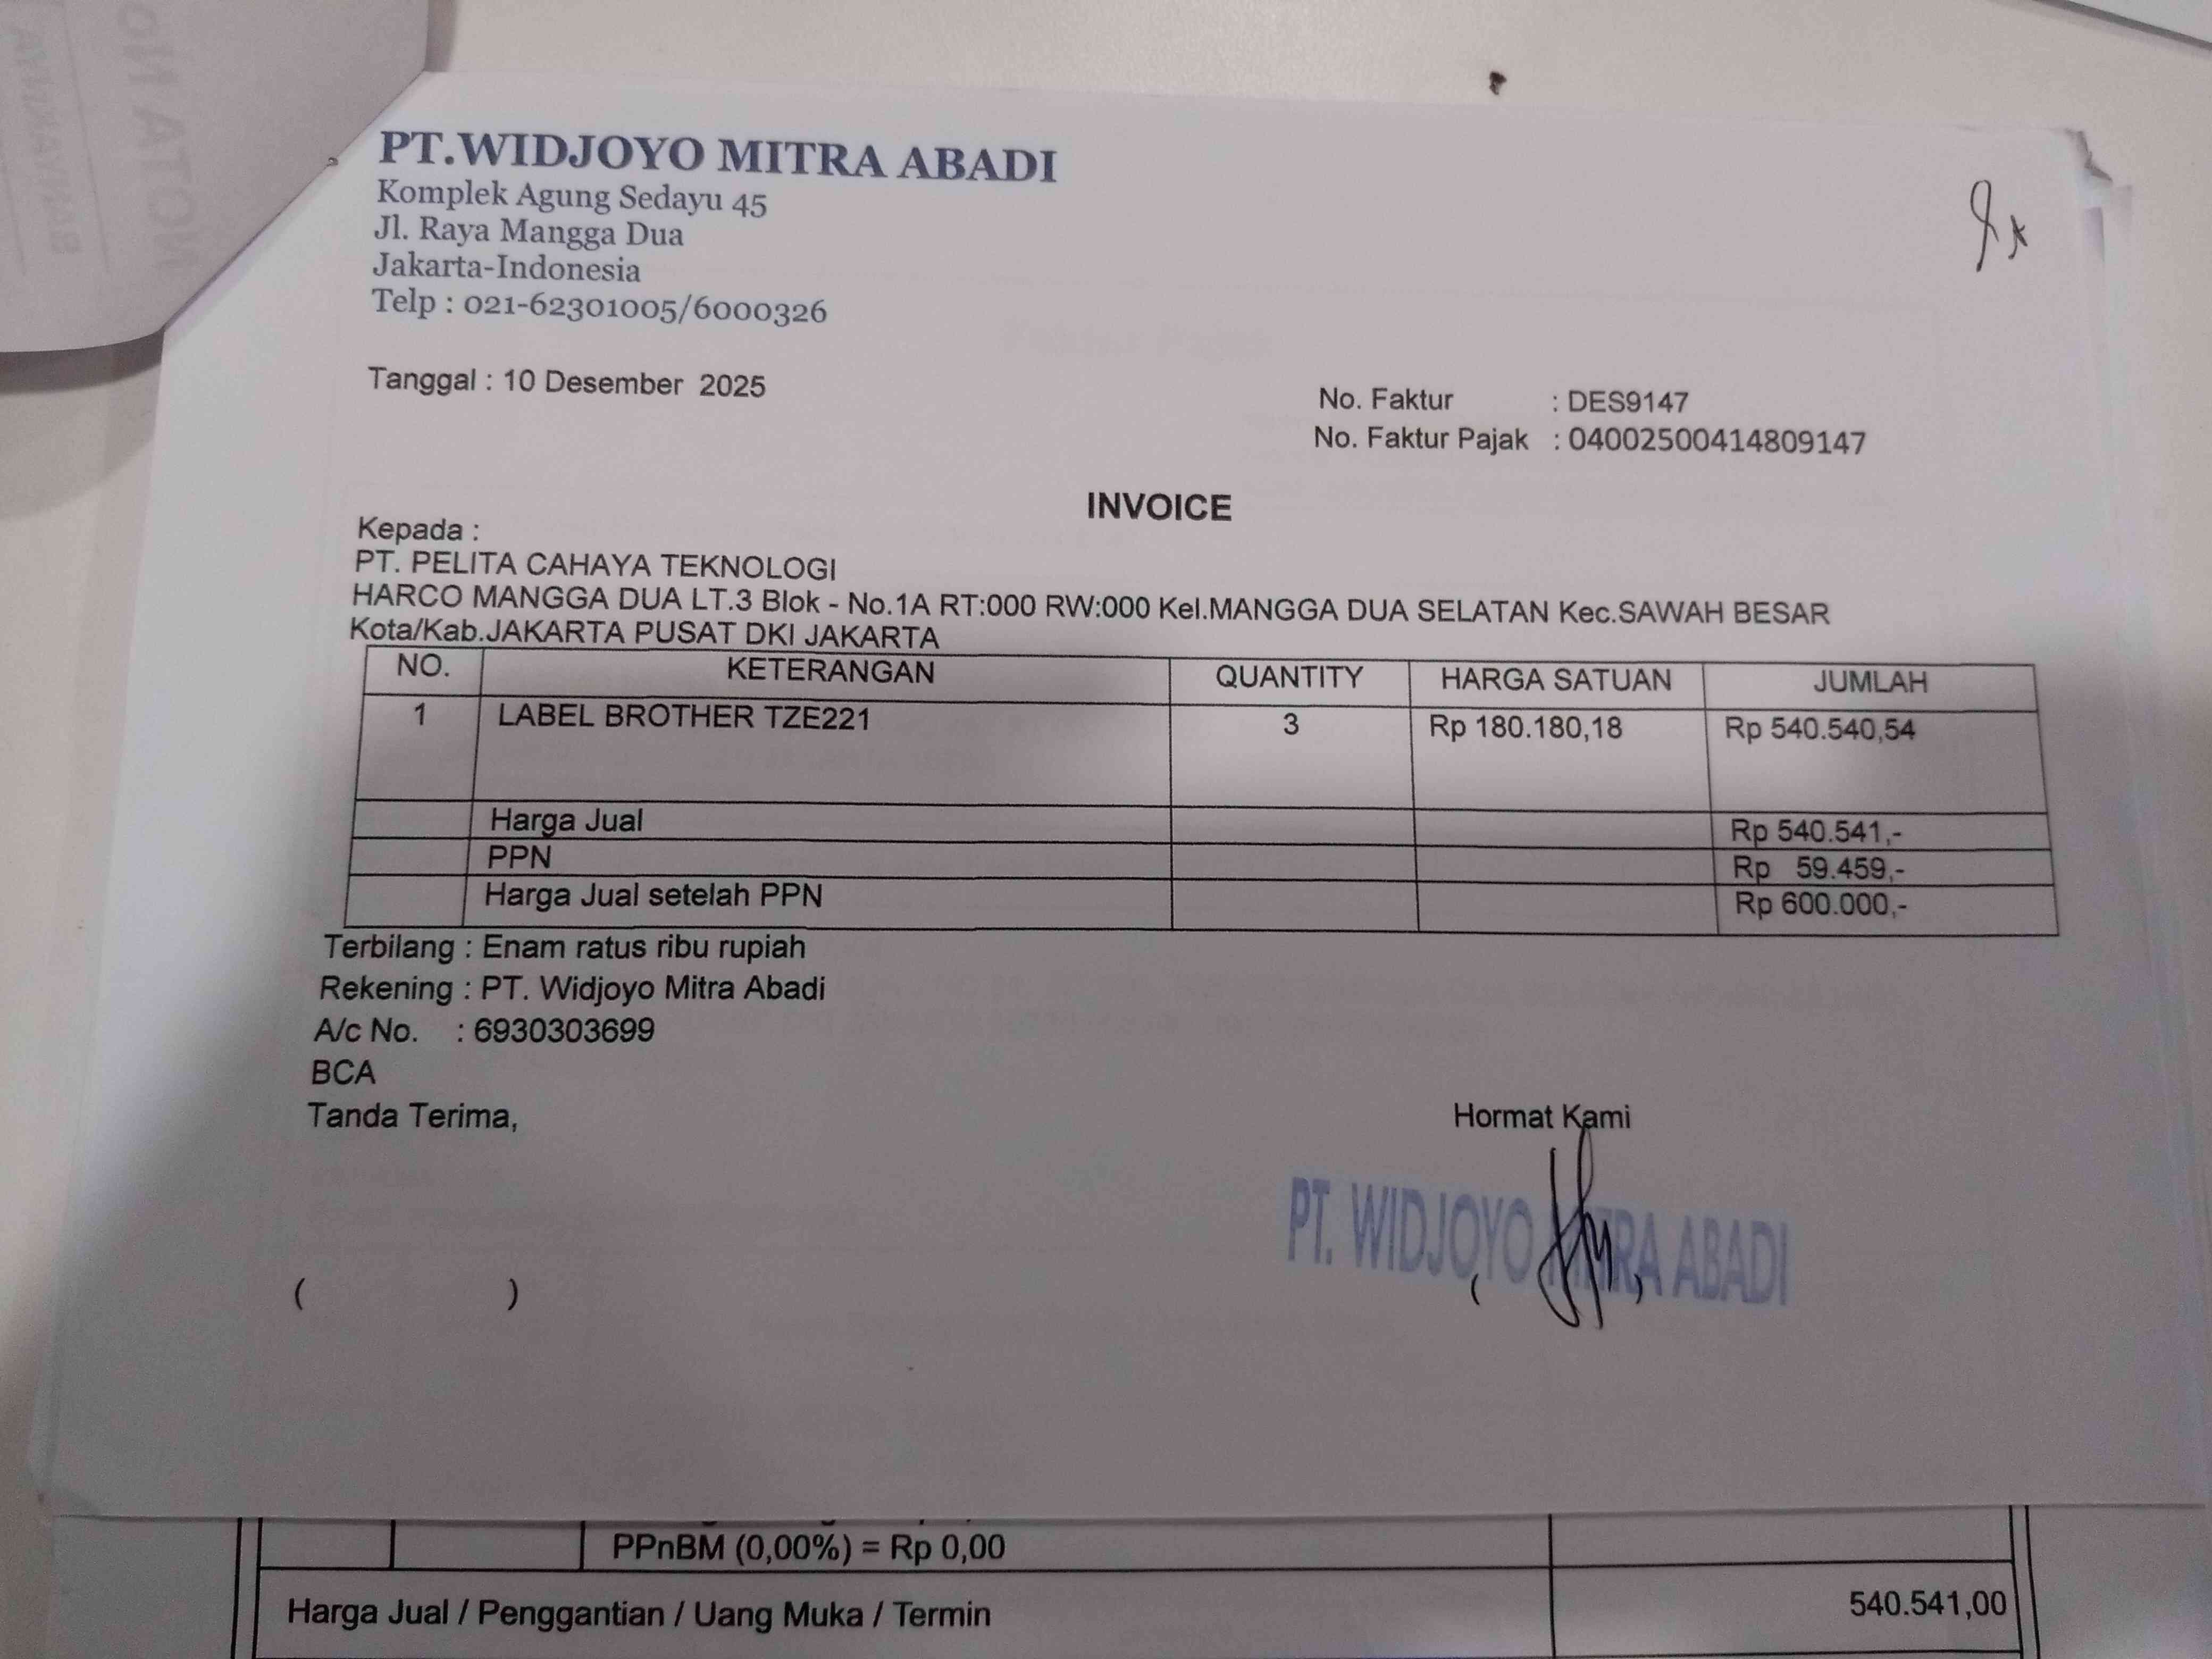 PT.WIDJOYO MITRA ABADI
Komplek Agung Sedayu 45
Jl. Raya Mangga Dua
Jakarta-Indonesia
Telp : 021-62301005/6000326
Tanggal : 10 Desember 2025
No. Faktur : DES9147
No. Faktur Pajak : 04002500414809147
INVOICE
Kepada :
PT. PELITA CAHAYA TEKNOLOGI
HARCO MANGGA DUA LT.3 Blok - No.1A RT:000 RW:000 Kel.MANGGA DUA SELATAN Kec.SAWAH BESAR
Kota/Kab.JAKARTA PUSAT DKI JAKARTA
NO. KETERANGAN QUANTITY HARGA SATUAN JUMLAH
1 LABEL BROTHER TZE221 3 Rp 180.180,18 Rp 540.540,54
Harga Jual Rp 540.541,-
PPN Rp 59.459,-
Harga Jual setelah PPN Rp 600.000,-
Terbilang : Enam ratus ribu rupiah
Rekening : PT. Widjoyo Mitra Abadi
A/c No. : 6930303699
BCA
Tanda Terima, Hormat Kami
PT. WIDJOYO MITRA ABADI
( ) ( )
PPnBM (0,00%) = Rp 0,00
Harga Jual / Penggantian / Uang Muka / Termin 540.541,00